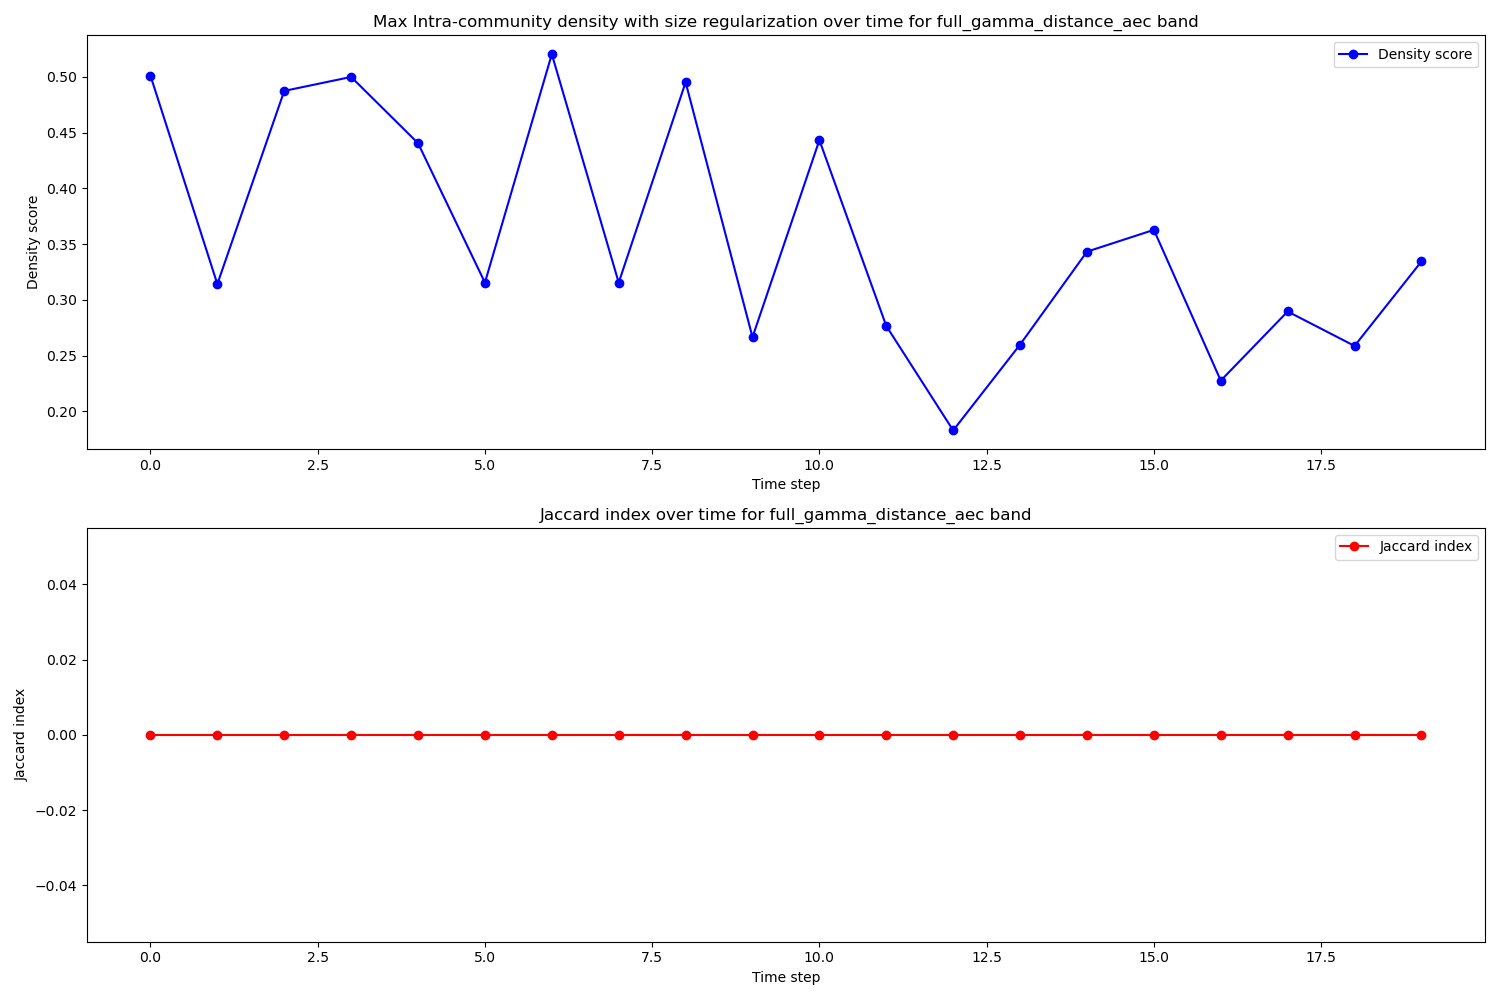 Max Intra-community density with size regularization over time for full_gamma_distance_aec band
Density score
Density score
0.50
0.45
0.40
0.35
0.30
0.25
0.20
0.0 2.5 5.0 7.5 10.0 12.5 15.0 17.5
Time step
Jaccard index over time for full_gamma_distance_aec band
Jaccard index
Jaccard index
0.04
0.02
0.00
−0.02
−0.04
0.0 2.5 5.0 7.5 10.0 12.5 15.0 17.5
Time step